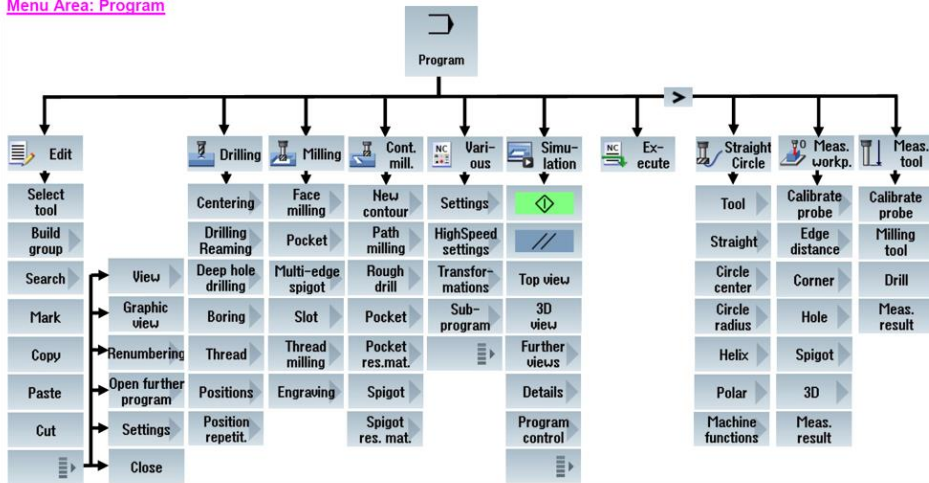 Menu Area: Program
Program
>
Edit
Drilling
Milling
Cont.
mill.
NC
Vari-
ous
Simu-
lation
NC
Ex-
ecute
Straight
Circle
Meas.
workp.
Meas.
tool
Select
tool
Build
group
Search
Mark
Copy
Paste
Cut
View
Graphic
view
Renumbering
Open further
program
Settings
Close
Centering
Drilling
Reaming
Deep hole
drilling
Boring
Thread
Positions
Position
repetit.
Face
milling
Pocket
Multi-edge
spigot
Slot
Thread
milling
Engraving
New
contour
Path
milling
Rough
drill
Pocket
Pocket
res.mat.
Spigot
Spigot
res. mat.
Settings
HighSpeed
settings
Transfor-
mations
Sub-
program
Top view
3D
view
Further
views
Details
Program
control
Tool
Straight
Circle
center
Circle
radius
Helix
Polar
Machine
functions
Calibrate
probe
Edge
distance
Corner
Hole
Spigot
3D
Meas.
result
Calibrate
probe
Milling
tool
Drill
Meas.
result